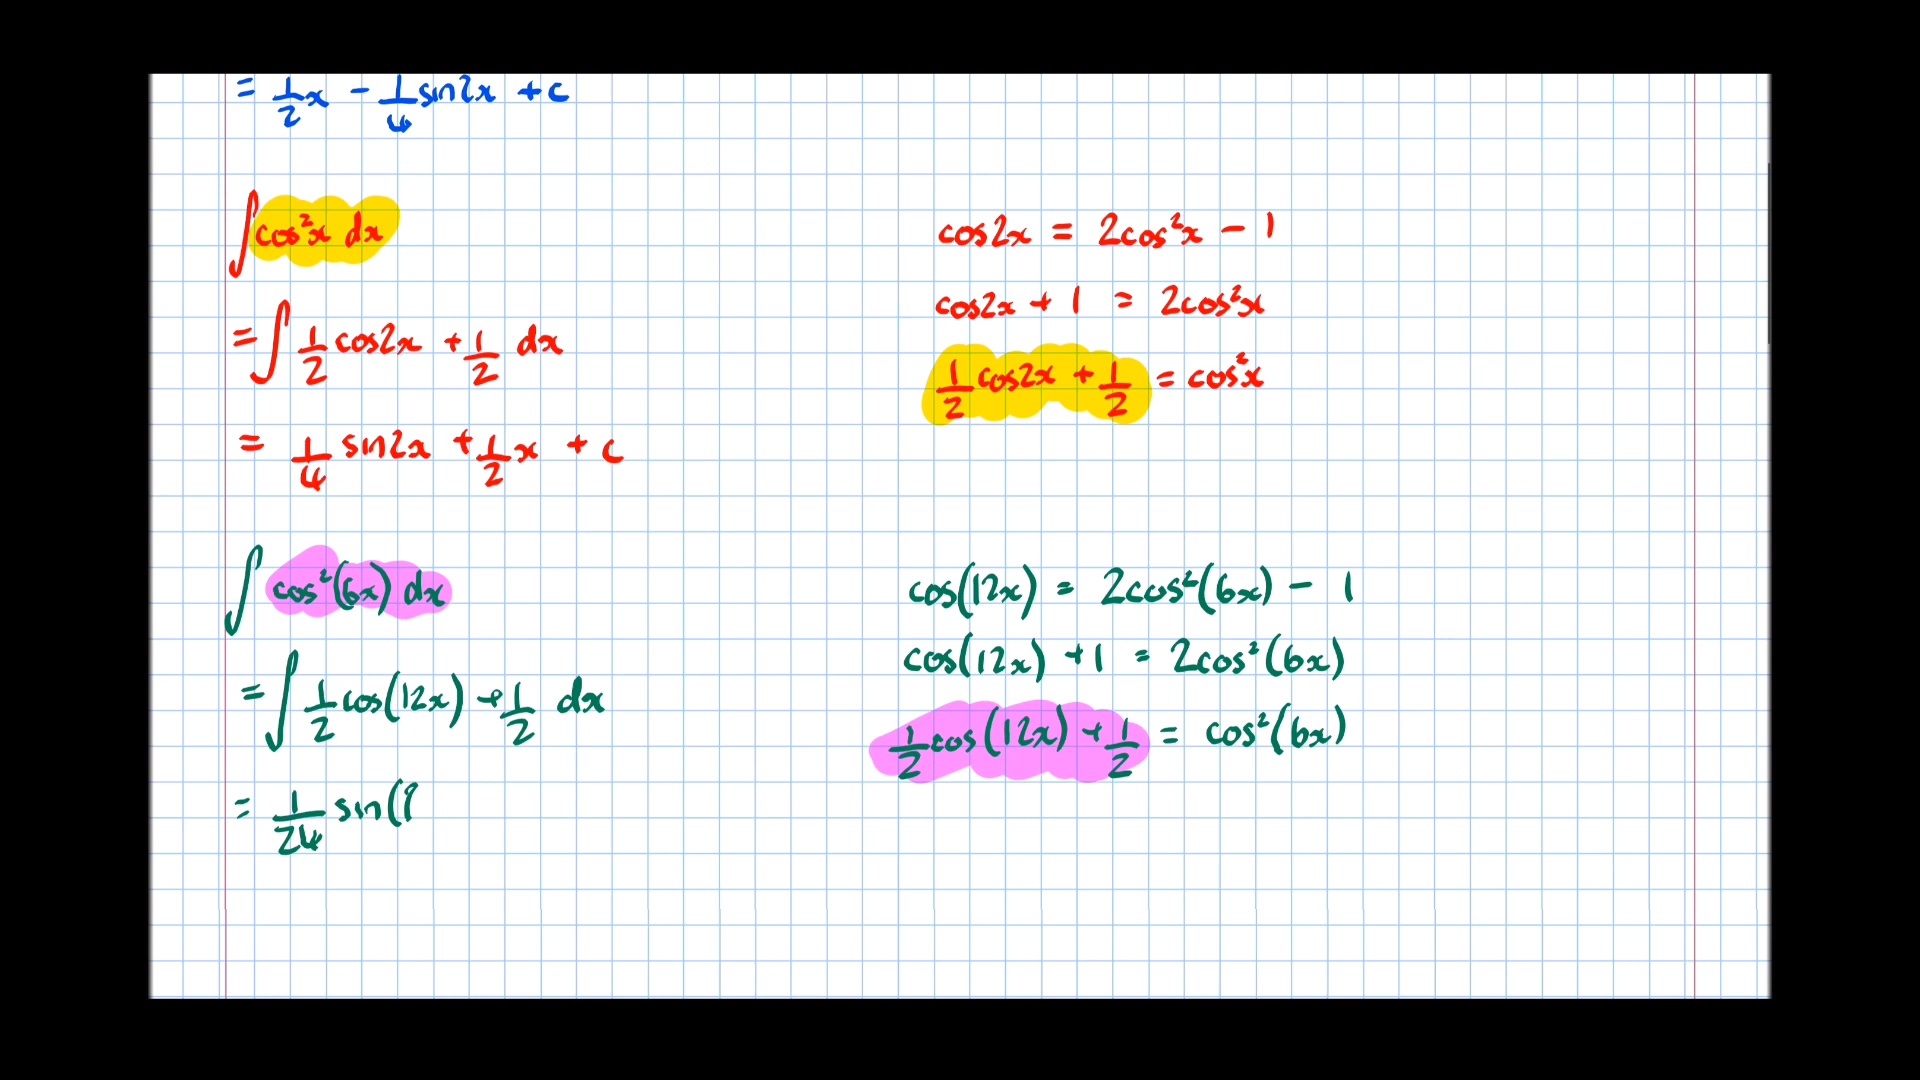 = 1/2 x - 1/4 sin2x + c
∫ cos²x dx
= ∫ 1/2 cos2x + 1/2 dx
= 1/4 sin2x + 1/2 x + c
cos2x = 2cos²x - 1
cos2x + 1 = 2cos²x
1/2 cos2x + 1/2 = cos²x
∫ cos²(6x) dx
= ∫ 1/2 cos(12x) + 1/2 dx
= 1/24 sin(
cos(12x) = 2cos²(6x) - 1
cos(12x) + 1 = 2cos²(6x)
1/2 cos(12x) + 1/2 = cos²(6x)